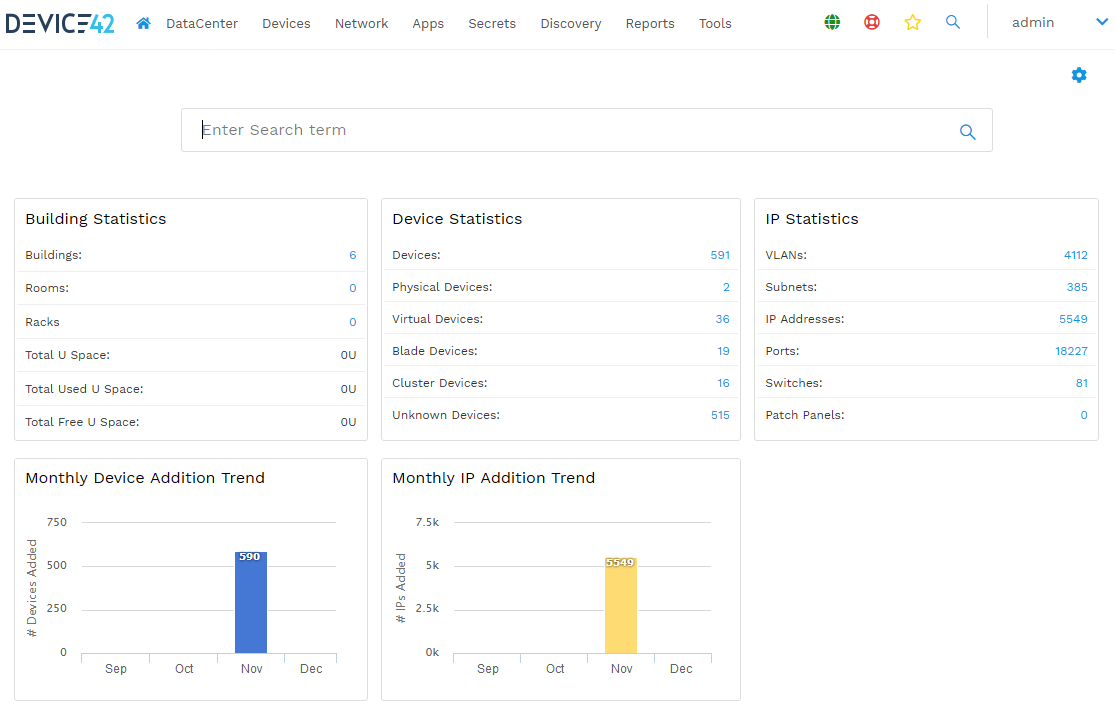 DEVICE42 DataCenter Devices Network Apps Secrets Discovery Reports Tools admin
Enter Search term
Building Statistics
Buildings: 6
Rooms: 0
Racks 0
Total U Space: 0U
Total Used U Space: 0U
Total Free U Space: 0U
Device Statistics
Devices: 591
Physical Devices: 2
Virtual Devices: 36
Blade Devices: 19
Cluster Devices: 16
Unknown Devices: 515
IP Statistics
VLANs: 4112
Subnets: 385
IP Addresses: 5549
Ports: 18227
Switches: 81
Patch Panels: 0
Monthly Device Addition Trend
# Devices Added
750
500
250
0
590
Sep Oct Nov Dec
Monthly IP Addition Trend
# IPs Added
7.5k
5k
2.5k
0k
5549
Sep Oct Nov Dec